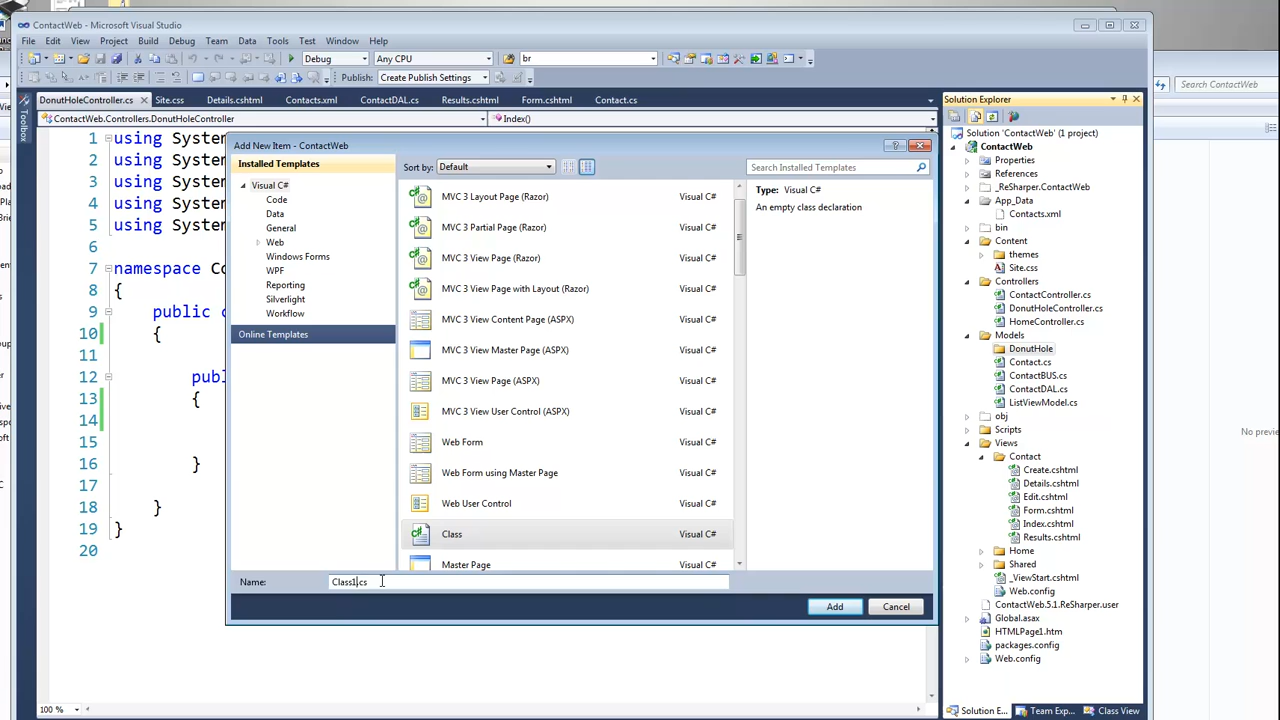 ContactWeb - Microsoft Visual Studio
File Edit View Project Build Debug Team Data Tools Test Window Help
Debug Any CPU br
Publish: Create Publish Settings
Search Desktop
DonutHoleController.cs Site.css Details.cshtml Contacts.xml ContactDAL.cs Results.cshtml Form.cshtml Contact.cs
ContactWeb.Controllers.DonutHoleController Index()
Toolbox
1 using System
2 using System
3 using System
4 using System
5 using System
6
7 namespace Co
8 {
9 public c
10 {
11
12 publ
13 {
14
15
16 }
17
18 }
19 }
20
100 %
Add New Item - ContactWeb
Installed Templates
Visual C#
Code
Data
General
Web
Windows Forms
WPF
Reporting
Silverlight
Workflow
Online Templates
Sort by: Default
Search Installed Templates
MVC 3 Layout Page (Razor) Visual C#
MVC 3 Partial Page (Razor) Visual C#
MVC 3 View Page (Razor) Visual C#
MVC 3 View Page with Layout (Razor) Visual C#
MVC 3 View Content Page (ASPX) Visual C#
MVC 3 View Master Page (ASPX) Visual C#
MVC 3 View Page (ASPX) Visual C#
MVC 3 View User Control (ASPX) Visual C#
Web Form Visual C#
Web Form using Master Page Visual C#
Web User Control Visual C#
Class Visual C#
Master Page Visual C#
Type: Visual C#
An empty class declaration
Name: Class1.cs
Add Cancel
Solution Explorer
Solution 'ContactWeb' (1 project)
ContactWeb
Properties
References
_ReSharper.ContactWeb
App_Data
Contacts.xml
bin
Content
themes
Site.css
Controllers
ContactController.cs
DonutHoleController.cs
HomeController.cs
Models
DonutHole
Contact.cs
ContactBUS.cs
ContactDAL.cs
ListViewModel.cs
obj
Scripts
Views
Contact
Create.cshtml
Details.cshtml
Edit.cshtml
Form.cshtml
Index.cshtml
Results.cshtml
Home
Shared
_ViewStart.cshtml
Web.config
ContactWeb.5.1.ReSharper.user
Global.asax
HTMLPage1.htm
packages.config
Web.config
Solution E... Team Exp... Class View
No previe